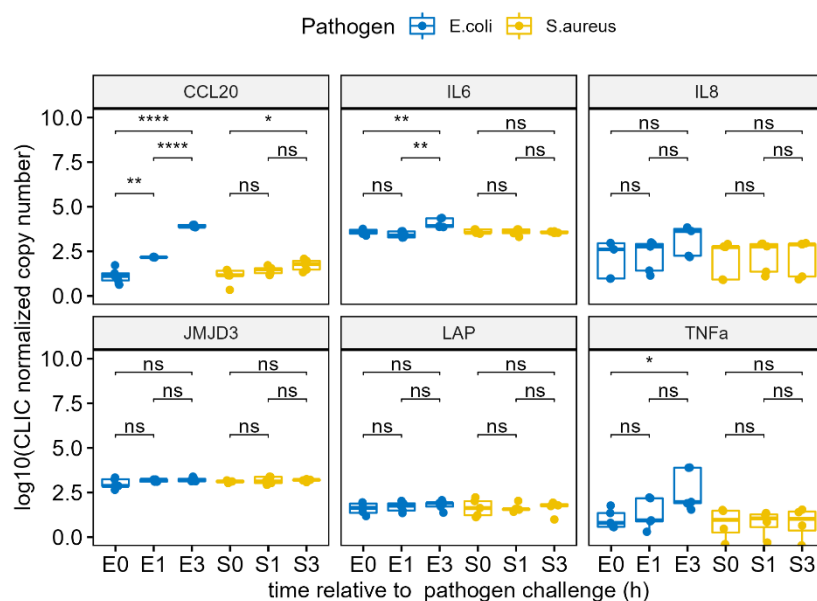 Pathogen E.coli S.aureus
CCL20 IL6 IL8
10.0 **** * ** ns ns ns
7.5 **** ns ** ns ns ns
5.0 ** ns ns ns ns ns
2.5
0.0
JMJD3 LAP TNFa
10.0 ns ns ns ns * ns
7.5 ns ns ns ns ns ns
5.0 ns ns ns ns ns ns
2.5
0.0
E0 E1 E3 S0 S1 S3 E0 E1 E3 S0 S1 S3 E0 E1 E3 S0 S1 S3
time relative to pathogen challenge (h)
log10(CLIC normalized copy number)